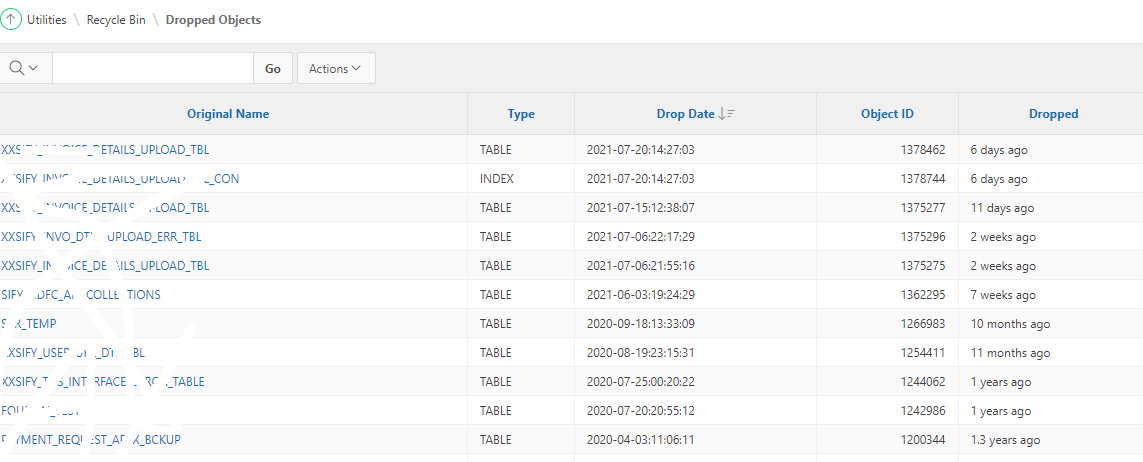 Utilities \ Recycle Bin \ Dropped Objects
Go Actions
Original Name Type Drop Date Object ID Dropped
XXSIFY_INVOICE_DETAILS_UPLOAD_TBL TABLE 2021-07-20:14:27:03 1378462 6 days ago
INDEX 2021-07-20:14:27:03 1378744 6 days ago
XXSIFY_INVOICE_DETAILS_UPLOAD_TBL TABLE 2021-07-15:12:38:07 1375277 11 days ago
TABLE 2021-07-06:22:17:29 1375296 2 weeks ago
XXSIFY_INVOICE_DETAILS_UPLOAD_TBL TABLE 2021-07-06:21:55:16 1375275 2 weeks ago
TABLE 2021-06-03:19:24:29 1362295 7 weeks ago
TABLE 2020-09-18:13:33:09 1266983 10 months ago
TABLE 2020-08-19:23:15:31 1254411 11 months ago
TABLE 2020-07-25:00:20:22 1244062 1 years ago
TABLE 2020-07-20:20:55:12 1242986 1 years ago
PAYMENT_REQUEST_APEX_BCKUP TABLE 2020-04-03:11:06:11 1200344 1.3 years ago